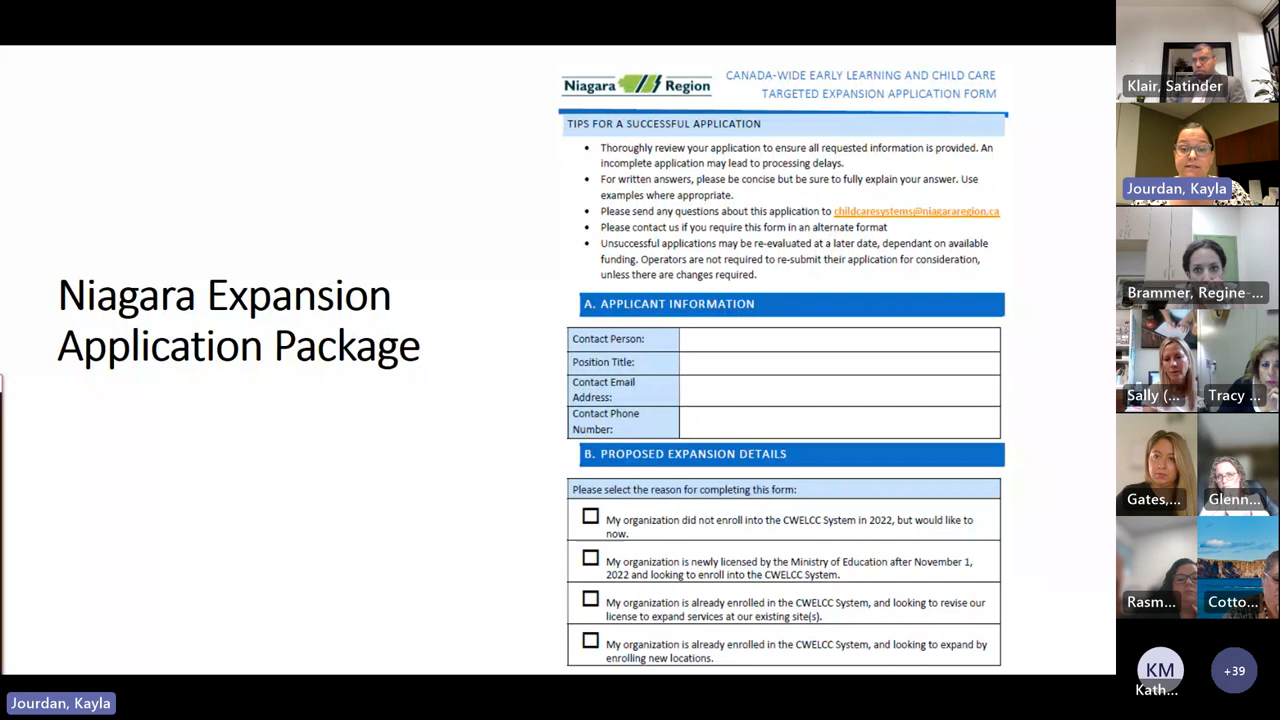 Niagara Expansion
Application Package
Niagara Region
CANADA-WIDE EARLY LEARNING AND CHILD CARE
TARGETED EXPANSION APPLICATION FORM
TIPS FOR A SUCCESSFUL APPLICATION
• Thoroughly review your application to ensure all requested information is provided. An
incomplete application may lead to processing delays.
• For written answers, please be concise but be sure to fully explain your answer. Use
examples where appropriate.
• Please send any questions about this application to childcaresystems@niagararegion.ca
• Please contact us if you require this form in an alternate format
• Unsuccessful applications may be re-evaluated at a later date, dependant on available
funding. Operators are not required to re-submit their application for consideration,
unless there are changes required.
A. APPLICANT INFORMATION
Contact Person:
Position Title:
Contact Email
Address:
Contact Phone
Number:
B. PROPOSED EXPANSION DETAILS
Please select the reason for completing this form:
My organization did not enroll into the CWELCC System in 2022, but would like to
now.
My organization is newly licensed by the Ministry of Education after November 1,
2022 and looking to enroll into the CWELCC System.
My organization is already enrolled in the CWELCC System, and looking to revise our
license to expand services at our existing site(s).
My organization is already enrolled in the CWELCC System, and looking to expand by
enrolling new locations.
Klair, Satinder
Jourdan, Kayla
Brammer, Regine-...
Sally (...
Tracy ...
Gates,...
Glenn...
Rasm...
Cotto...
KM
Kath...
+39
Jourdan, Kayla